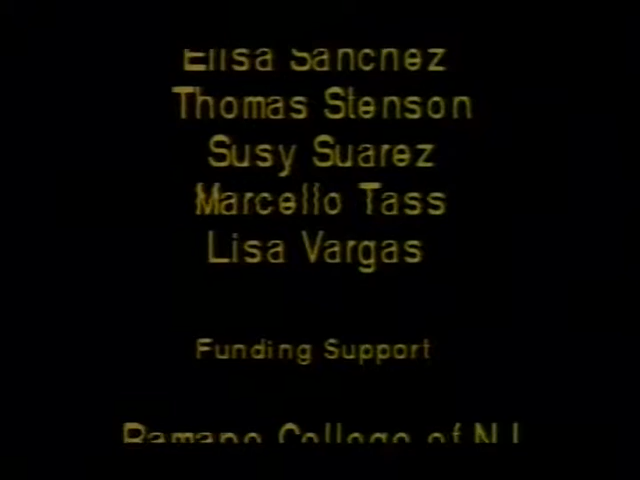 Elisa Sanchez
Thomas Stenson
Susy Suarez
Marcello Tass
Lisa Vargas
Funding Support
Ramapo College of NJ